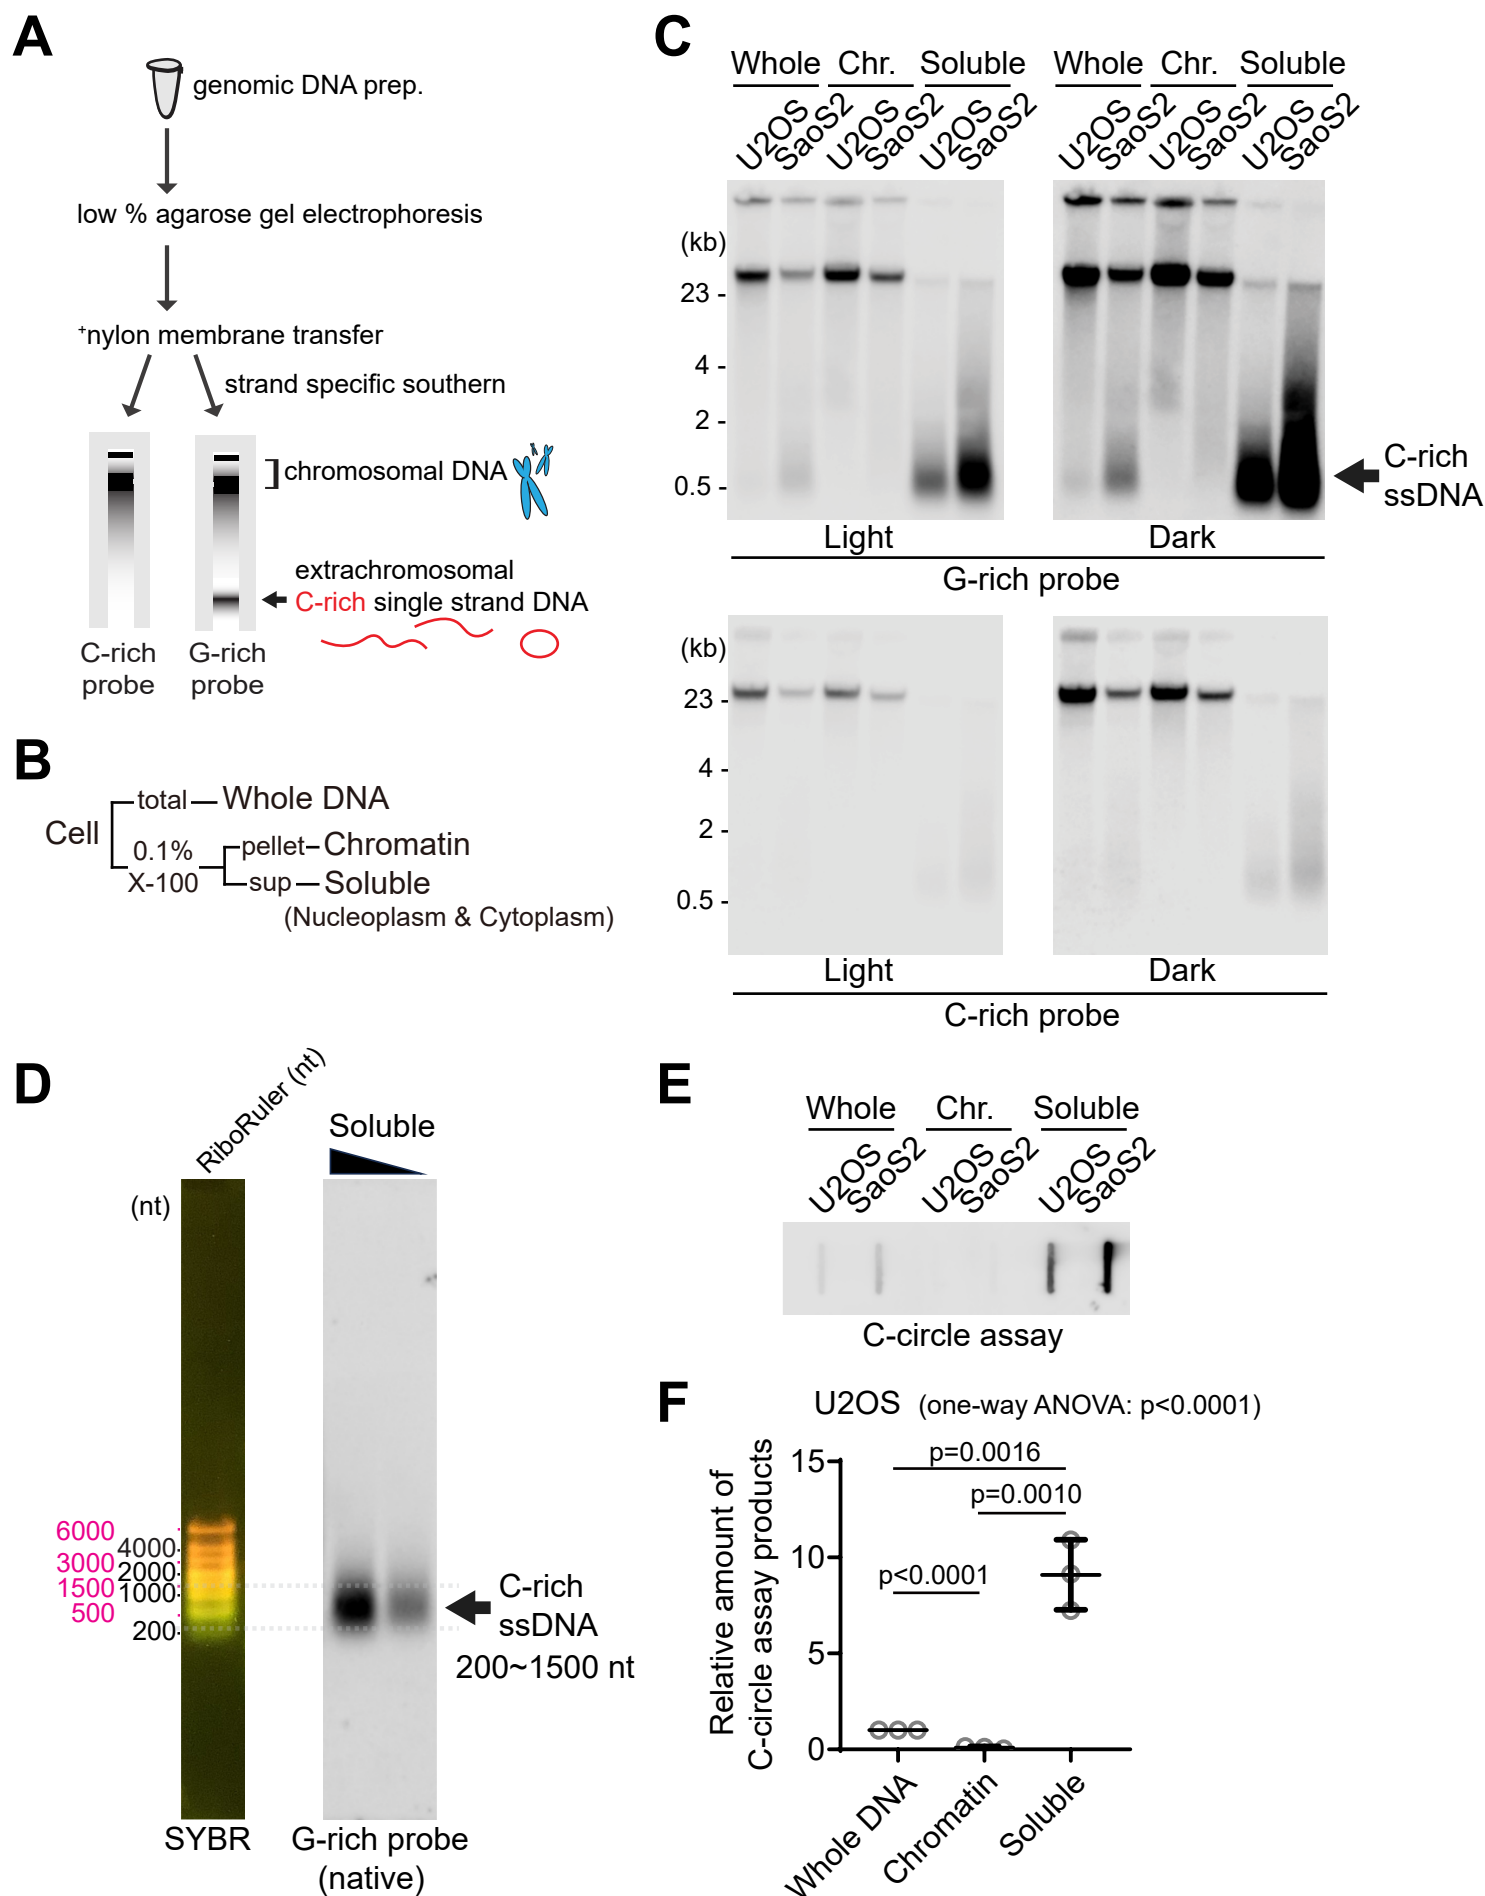 A
genomic DNA prep.
low % agarose gel electrophoresis
+nylon membrane transfer
strand specific southern
chromosomal DNA
extrachromosomal
C-rich single strand DNA
C-rich probe
G-rich probe
B
Cell
total
Whole DNA
0.1%
X-100
pellet
Chromatin
sup
Soluble
(Nucleoplasm & Cytoplasm)
C
Whole Chr. Soluble Whole Chr. Soluble
U2OS SaoS2 U2OS SaoS2 U2OS SaoS2 U2OS SaoS2 U2OS SaoS2 U2OS SaoS2
(kb)
23 -
4 -
2 -
0.5 -
C-rich
ssDNA
Light Dark
G-rich probe
(kb)
23 -
4 -
2 -
0.5 -
Light Dark
C-rich probe
D
RiboRuler (nt)
Soluble
(nt)
6000
4000
3000
2000
1500
1000
500
200
C-rich
ssDNA
200~1500 nt
SYBR
G-rich probe
(native)
E
Whole Chr. Soluble
U2OS SaoS2 U2OS SaoS2 U2OS SaoS2
C-circle assay
F
U2OS (one-way ANOVA: p<0.0001)
Relative amount of
C-circle assay products
15
10
5
0
p=0.0016
p=0.0010
p<0.0001
Whole DNA
Chromatin
Soluble